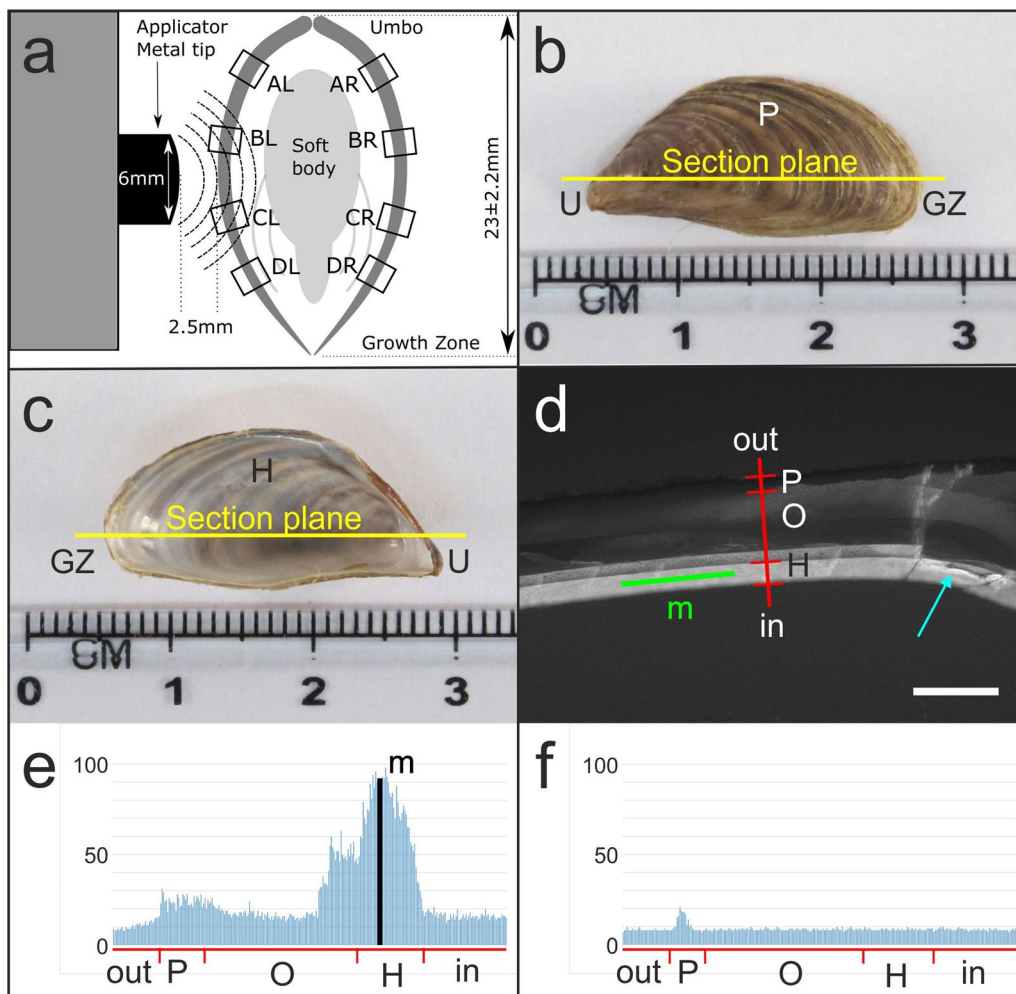 a
Applicator
Metal tip
Umbo
AL
AR
BL
BR
Soft
body
6mm
CL
CR
DL
DR
2.5mm
Growth Zone
23±2.2mm
b
P
Section plane
U
GZ
CM
0 1 2 3
c
H
Section plane
GZ
U
CM
0 1 2 3
d
out
P
O
H
m
in
e
m
100
50
0
out P O H in
f
100
50
0
out P O H in